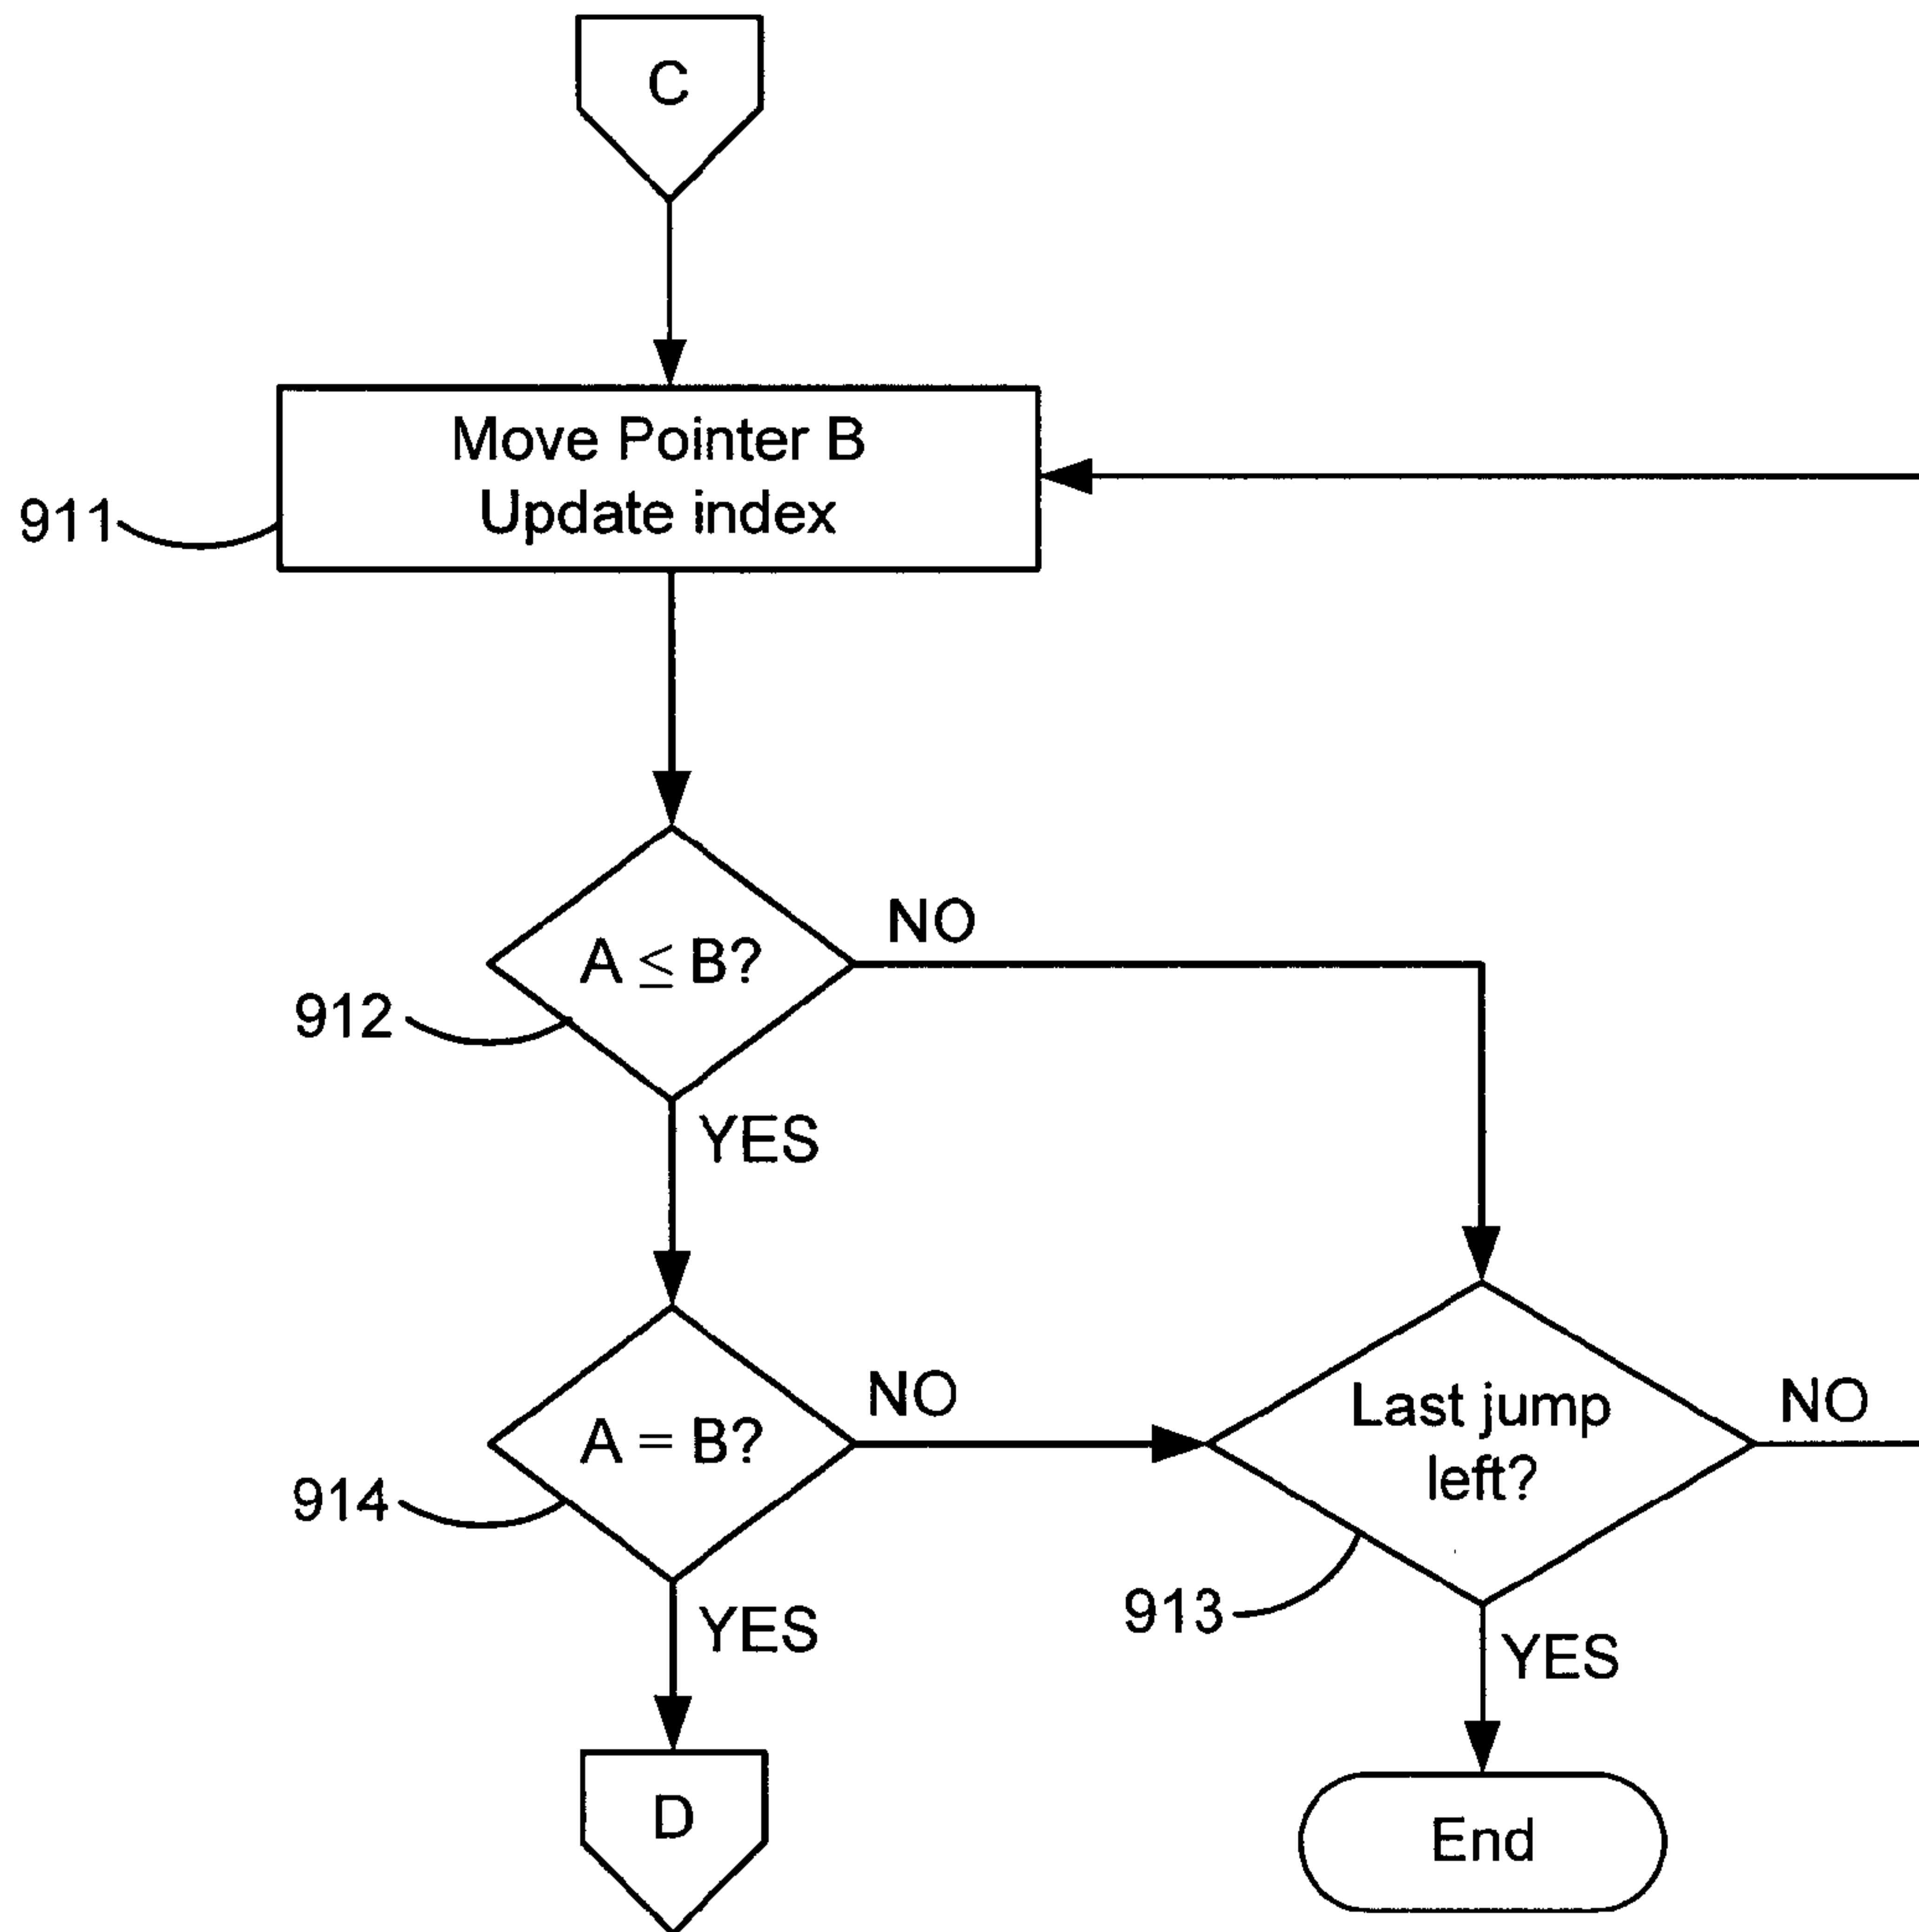 C
Move Pointer B
Update index
911
A ≤ B?
NO
912
YES
A = B?
NO
914
Last jump
left?
NO
913
YES
YES
D
End